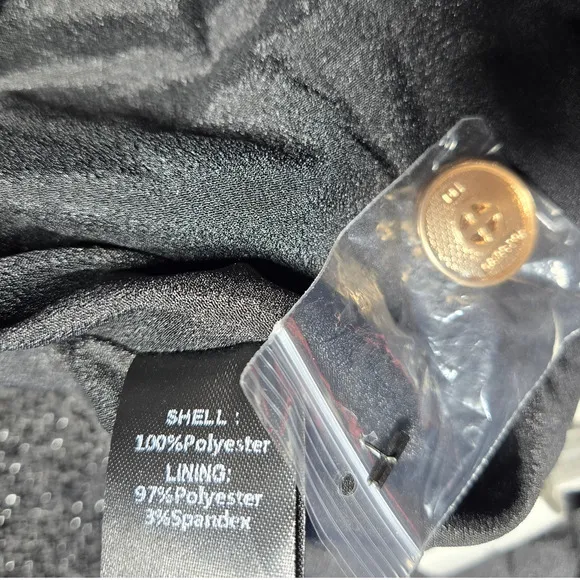 SHELL :
100%Polyester
LINING:
97%Polyester
3%Spandex